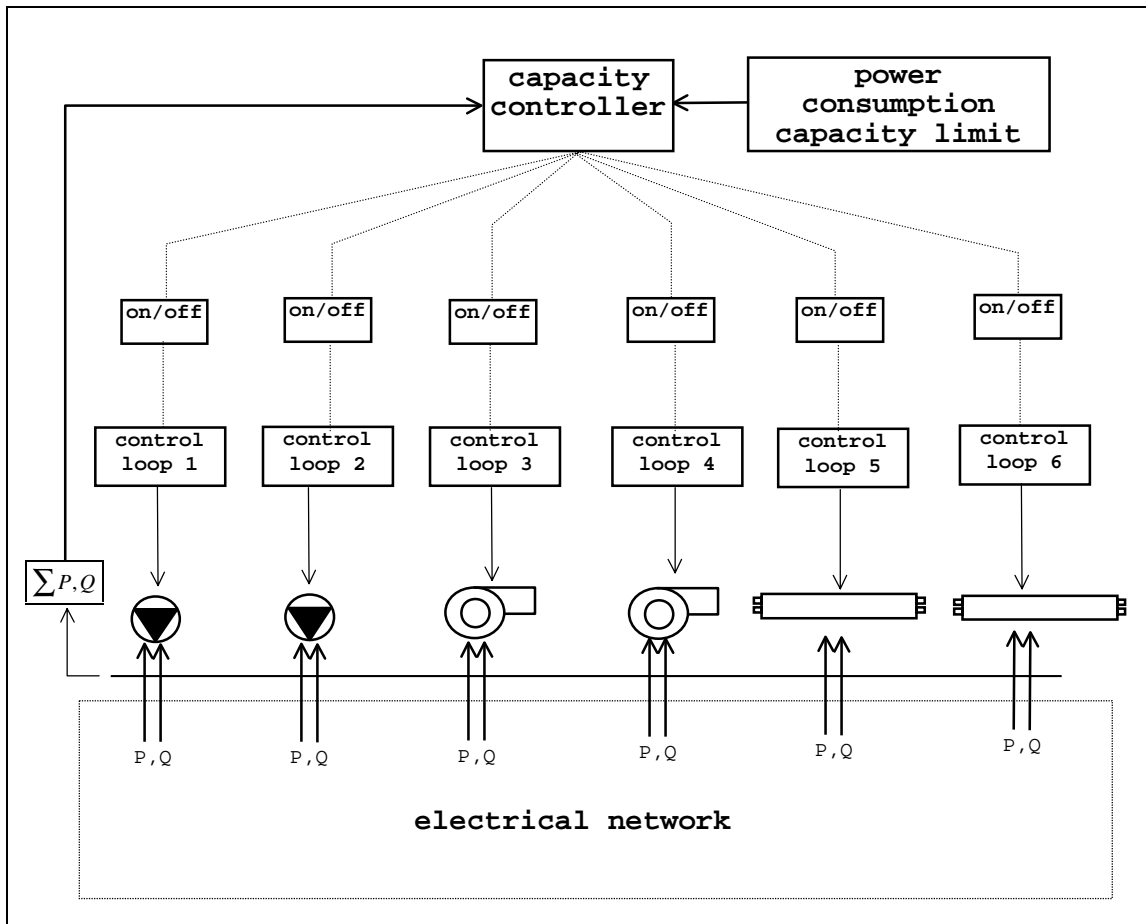 capacity
controller
power
consumption
capacity limit
on/off
on/off
on/off
on/off
on/off
on/off
control
loop 1
control
loop 2
control
loop 3
control
loop 4
control
loop 5
control
loop 6
∑P,Q
P,Q
P,Q
P,Q
P,Q
P,Q
P,Q
electrical network